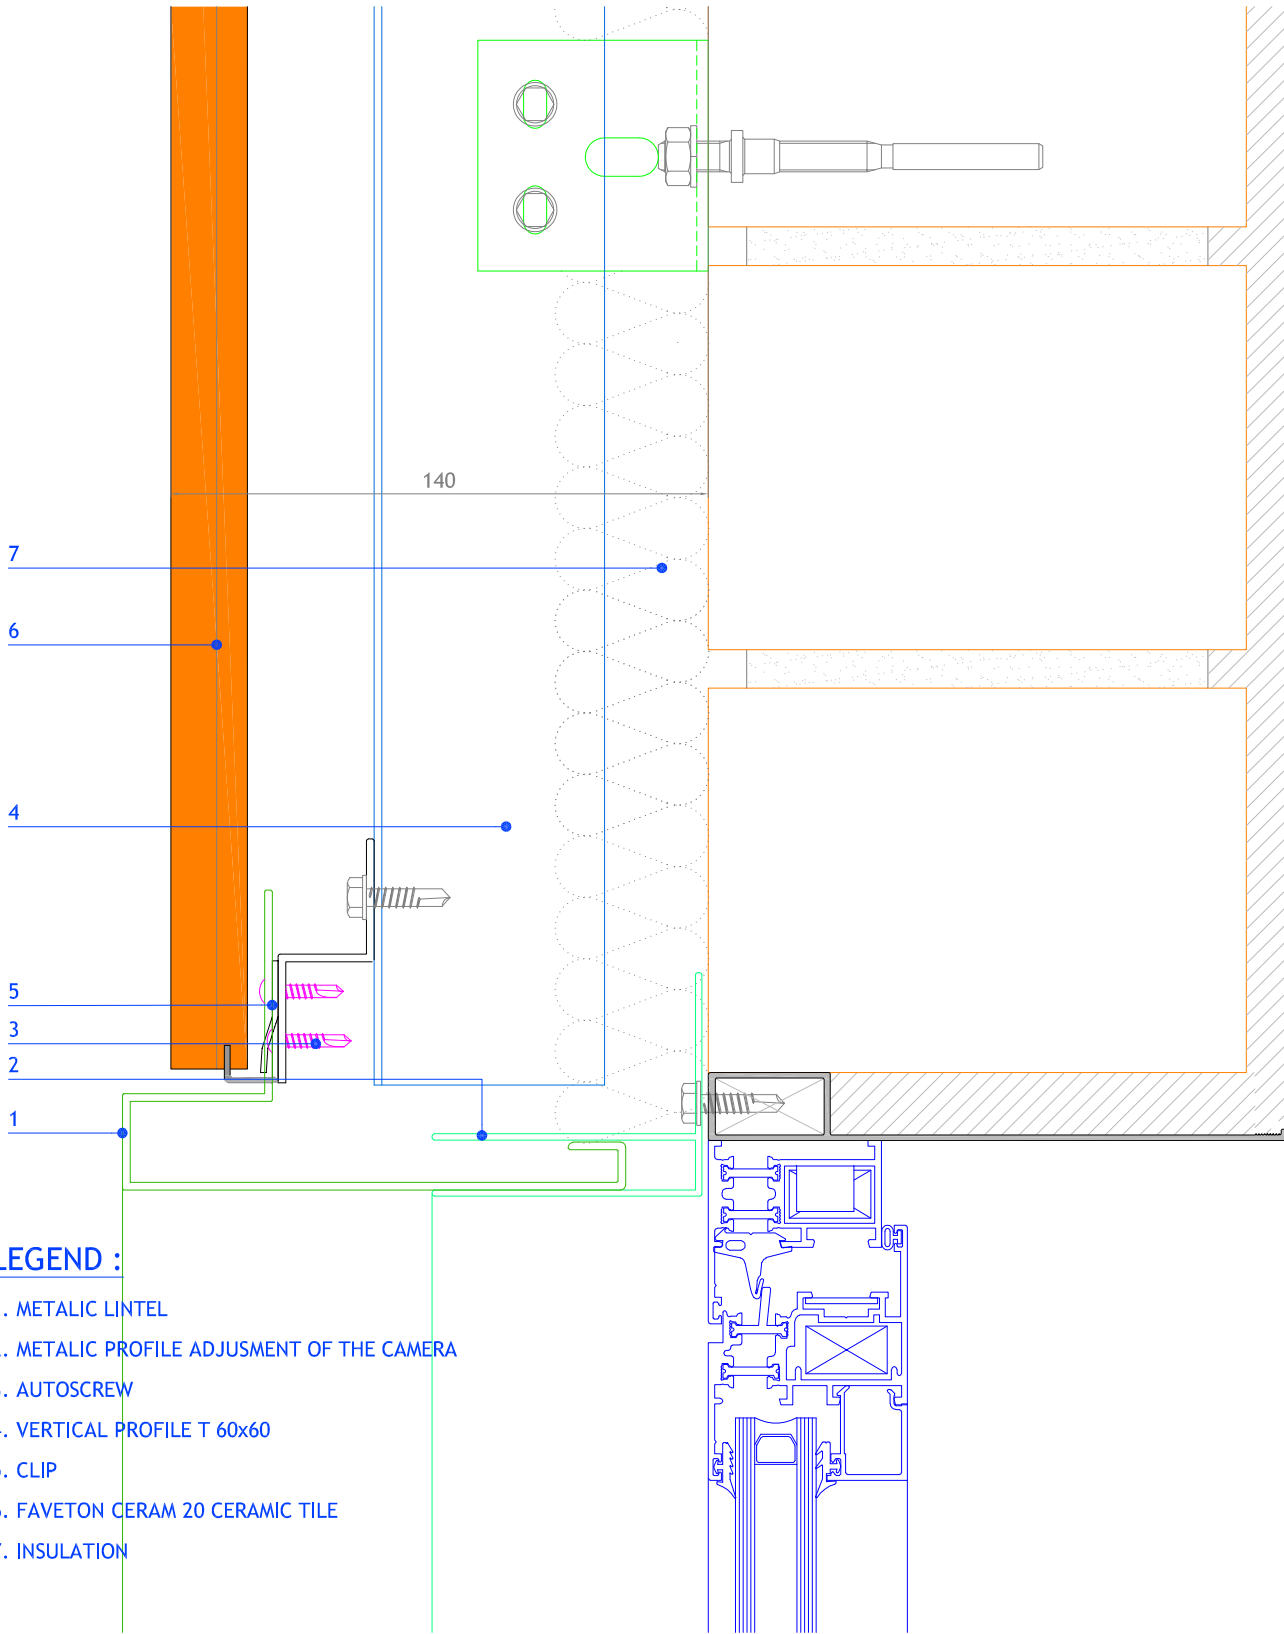 140
7
6
4
5
3
2
1
LEGEND :
. METALIC LINTEL
. METALIC PROFILE ADJUSMENT OF THE CAMERA
. AUTOSCREW
. VERTICAL PROFILE T 60x60
. CLIP
. FAVETON CERAM 20 CERAMIC TILE
. INSULATION